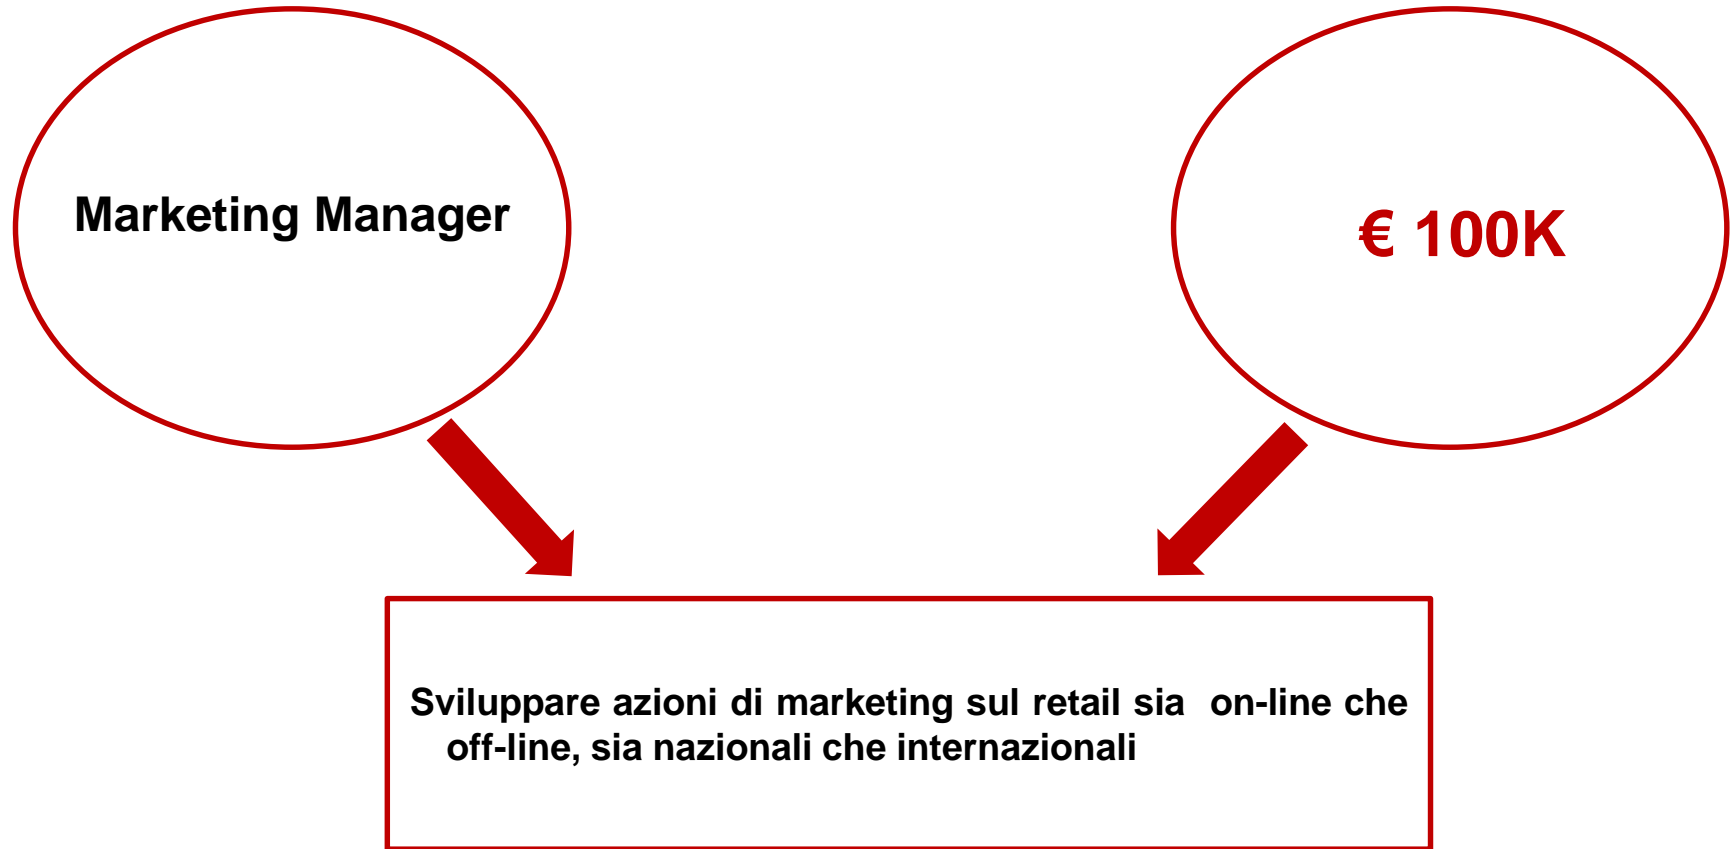 Marketing Manager
€ 100K
Sviluppare azioni di marketing sul retail sia  on-line che
off-line, sia nazionali che internazionali